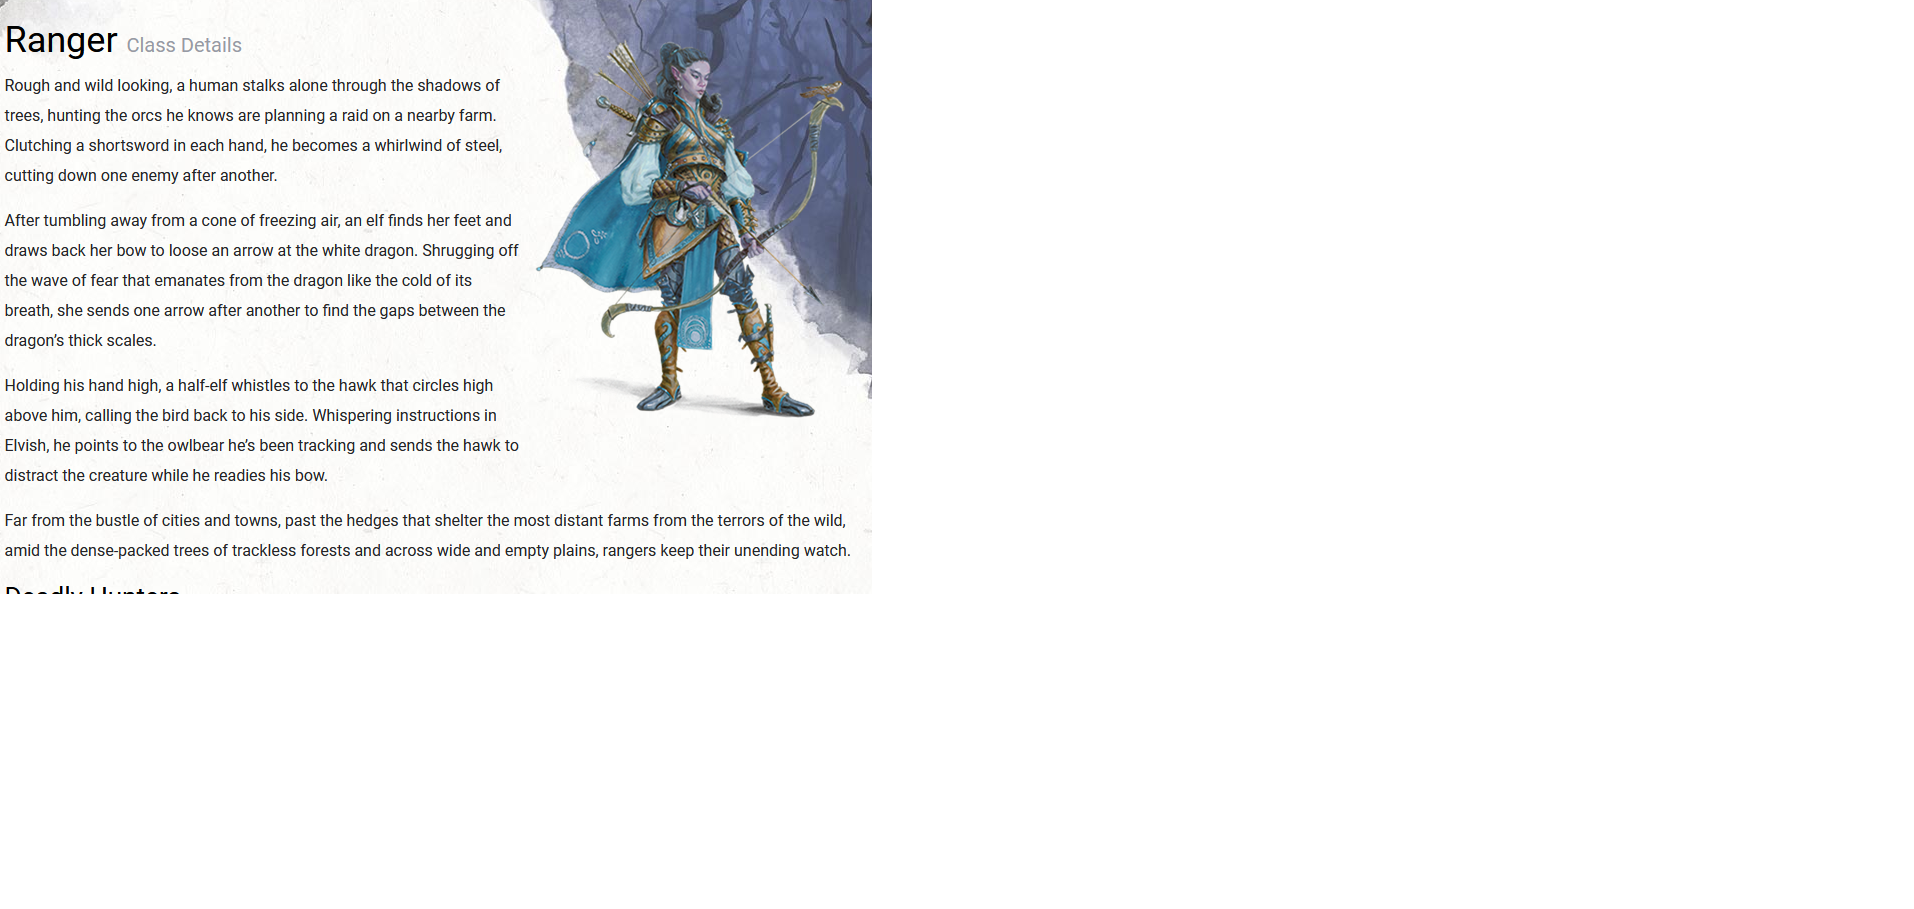 Ranger Class Details
Rough and wild looking, a human stalks alone through the shadows of
trees, hunting the orcs he knows are planning a raid on a nearby farm.
Clutching a shortsword in each hand, he becomes a whirlwind of steel,
cutting down one enemy after another.
After tumbling away from a cone of freezing air, an elf finds her feet and
draws back her bow to loose an arrow at the white dragon. Shrugging off
the wave of fear that emanates from the dragon like the cold of its
breath, she sends one arrow after another to find the gaps between the
dragon’s thick scales.
Holding his hand high, a half-elf whistles to the hawk that circles high
above him, calling the bird back to his side. Whispering instructions in
Elvish, he points to the owlbear he’s been tracking and sends the hawk to
distract the creature while he readies his bow.
Far from the bustle of cities and towns, past the hedges that shelter the most distant farms from the terrors of the wild,
amid the dense-packed trees of trackless forests and across wide and empty plains, rangers keep their unending watch.
Deadly Hunters